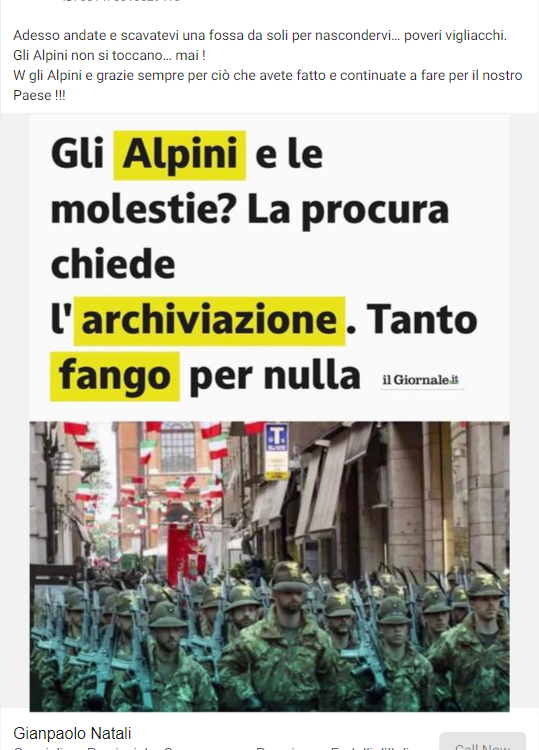 Adesso andate e scavatevi una fossa da soli per nascondervi... poveri vigliacchi.
Gli Alpini non si toccano... mai !
W gli Alpini e grazie sempre per ciò che avete fatto e continuate a fare per il nostro
Paese !!!
Gli Alpini e le
molestie? La procura
chiede
l'archiviazione. Tanto
fango per nulla il Giornale.it
T
Gianpaolo Natali
Call Now